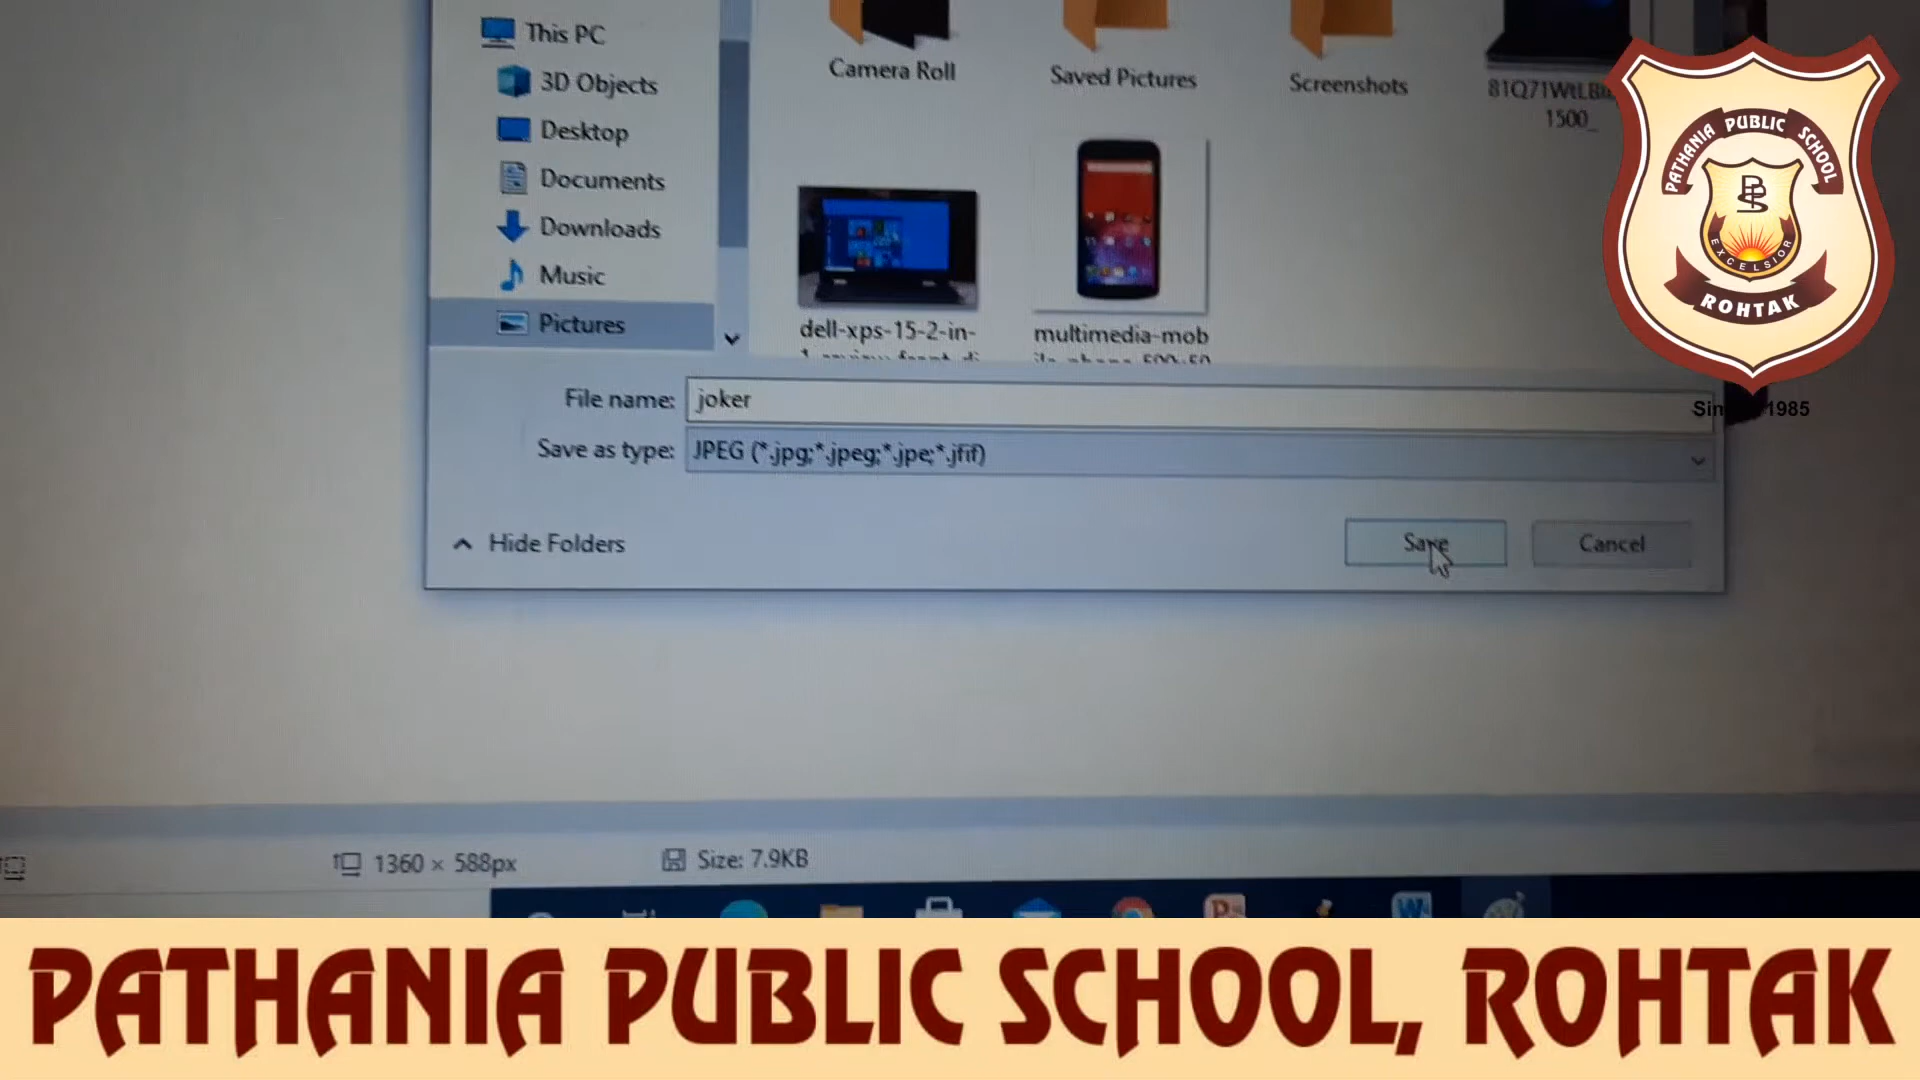 This PC
3D Objects
Desktop
Documents
Downloads
Music
Pictures
Camera Roll
Saved Pictures
Screenshots
1500_
dell-xps-15-2-in-
multimedia-mob
File name: joker
Save as type: JPEG (*.jpg;*.jpeg;*.jpe;*.jfif)
Hide Folders
Save
Cancel
1360 × 588px
Size: 7.9KB
PATHANIA PUBLIC SCHOOL
EXCELSIOR
ROHTAK
1985
PATHANIA PUBLIC SCHOOL, ROHTAK